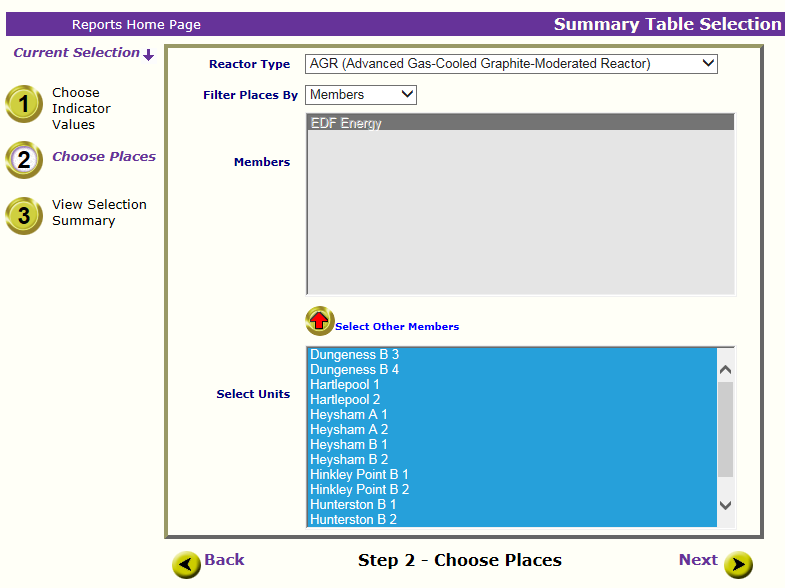 Reports Home Page
Summary Table Selection
Current Selection
1 Choose
Indicator
Values
2 Choose Places
3 View Selection
Summary
Reactor Type AGR (Advanced Gas-Cooled Graphite-Moderated Reactor)
Filter Places By Members
Members
EDF Energy
Select Other Members
Select Units
Dungeness B 3
Dungeness B 4
Hartlepool 1
Hartlepool 2
Heysham A 1
Heysham A 2
Heysham B 1
Heysham B 2
Hinkley Point B 1
Hinkley Point B 2
Hunterston B 1
Hunterston B 2
Back
Step 2 - Choose Places
Next